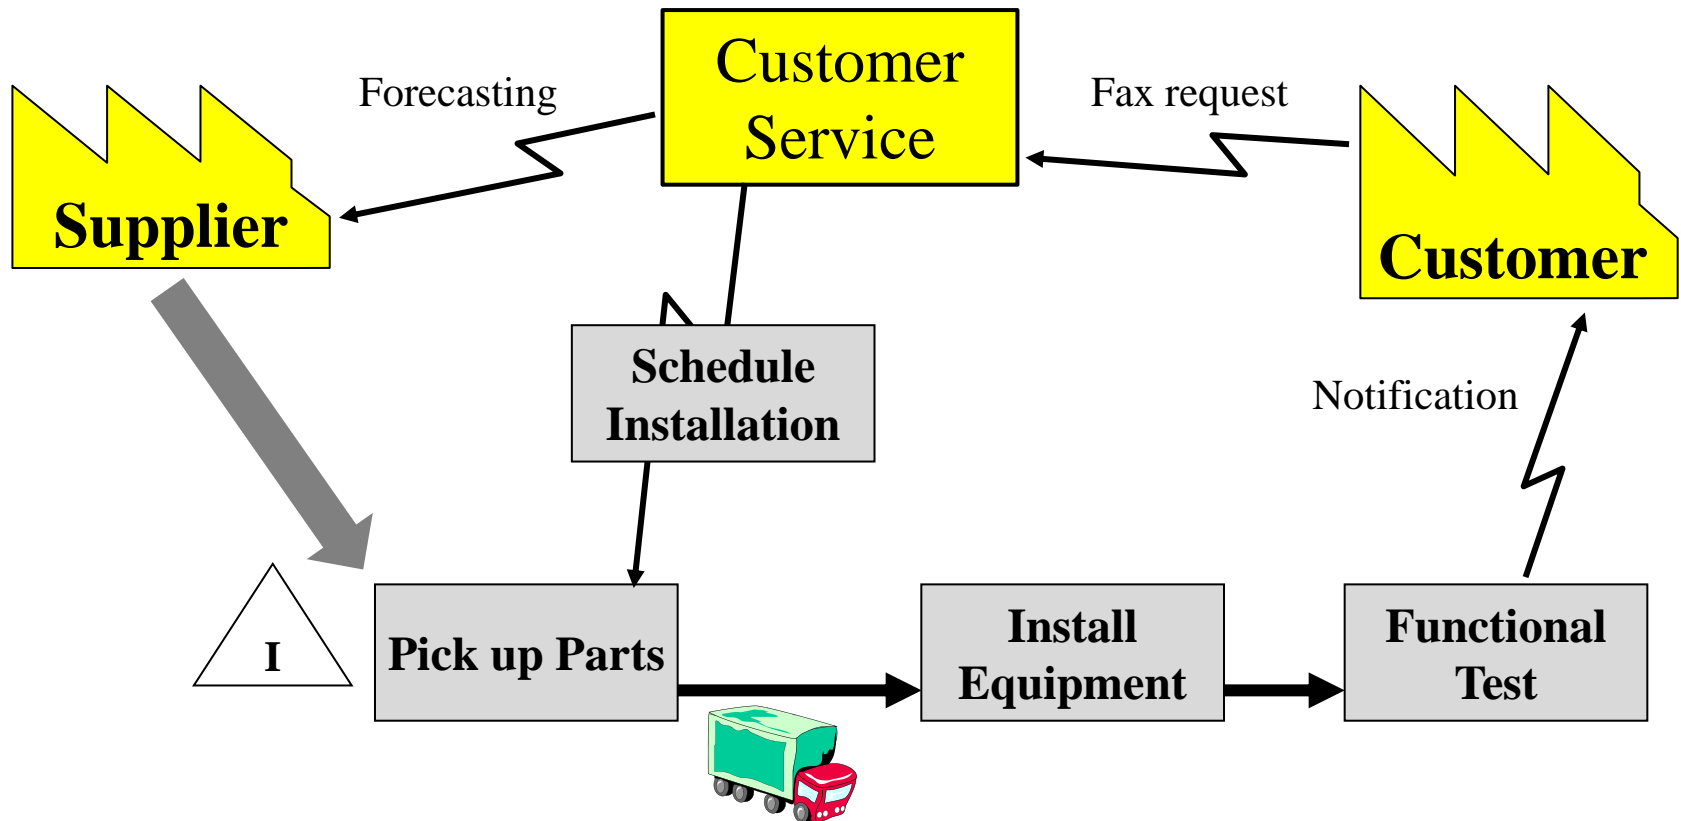 Customer
Service
Forecasting
Fax request
Supplier
Customer
Schedule
Installation
Notification
I
Pick up Parts
Install
Equipment
Functional
Test